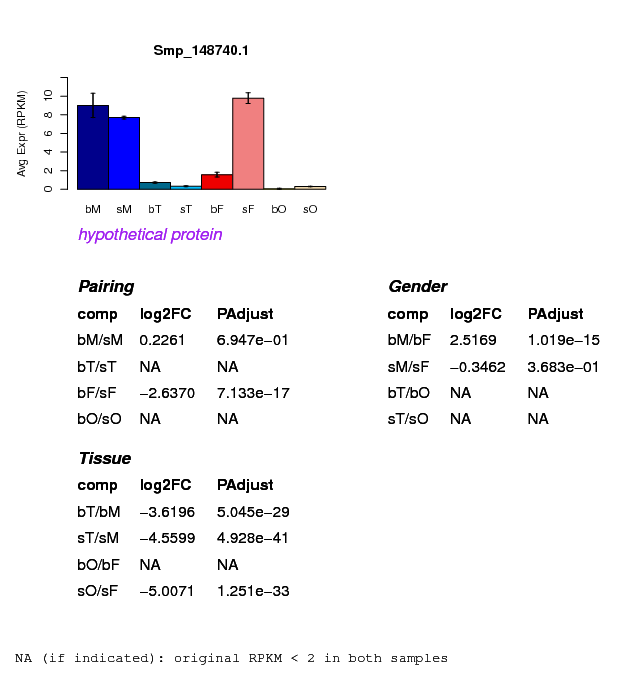 Smp_148740.1
Avg Expr (RPKM)
0 2 4 6 8 10
bM sM bT sT bF sF bO sO
hypothetical protein
Pairing
comp log2FC PAdjust
bM/sM 0.2261 6.947e−01
bT/sT NA NA
bF/sF −2.6370 7.133e−17
bO/sO NA NA
Gender
comp log2FC PAdjust
bM/bF 2.5169 1.019e−15
sM/sF −0.3462 3.683e−01
bT/bO NA NA
sT/sO NA NA
Tissue
comp log2FC PAdjust
bT/bM −3.6196 5.045e−29
sT/sM −4.5599 4.928e−41
bO/bF NA NA
sO/sF −5.0071 1.251e−33
NA (if indicated): original RPKM < 2 in both samples